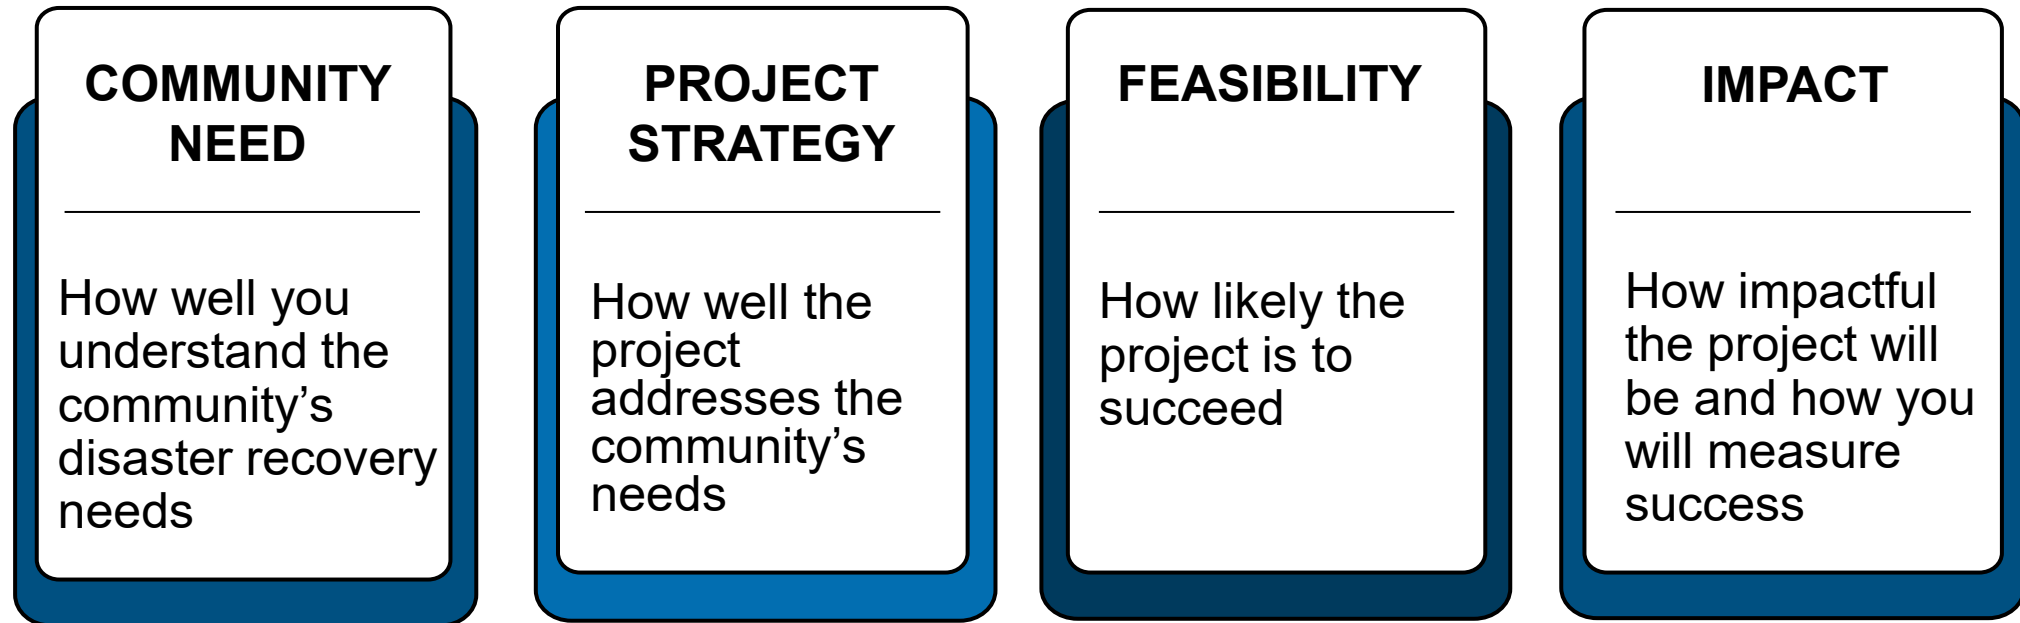 COMMUNITY
NEED
How well you
understand the
community’s
disaster recovery
needs
PROJECT
STRATEGY
How well the
project
addresses the
community’s
needs
FEASIBILITY
How likely the
project is to
succeed
IMPACT
How impactful
the project will
be and how you
will measure
success